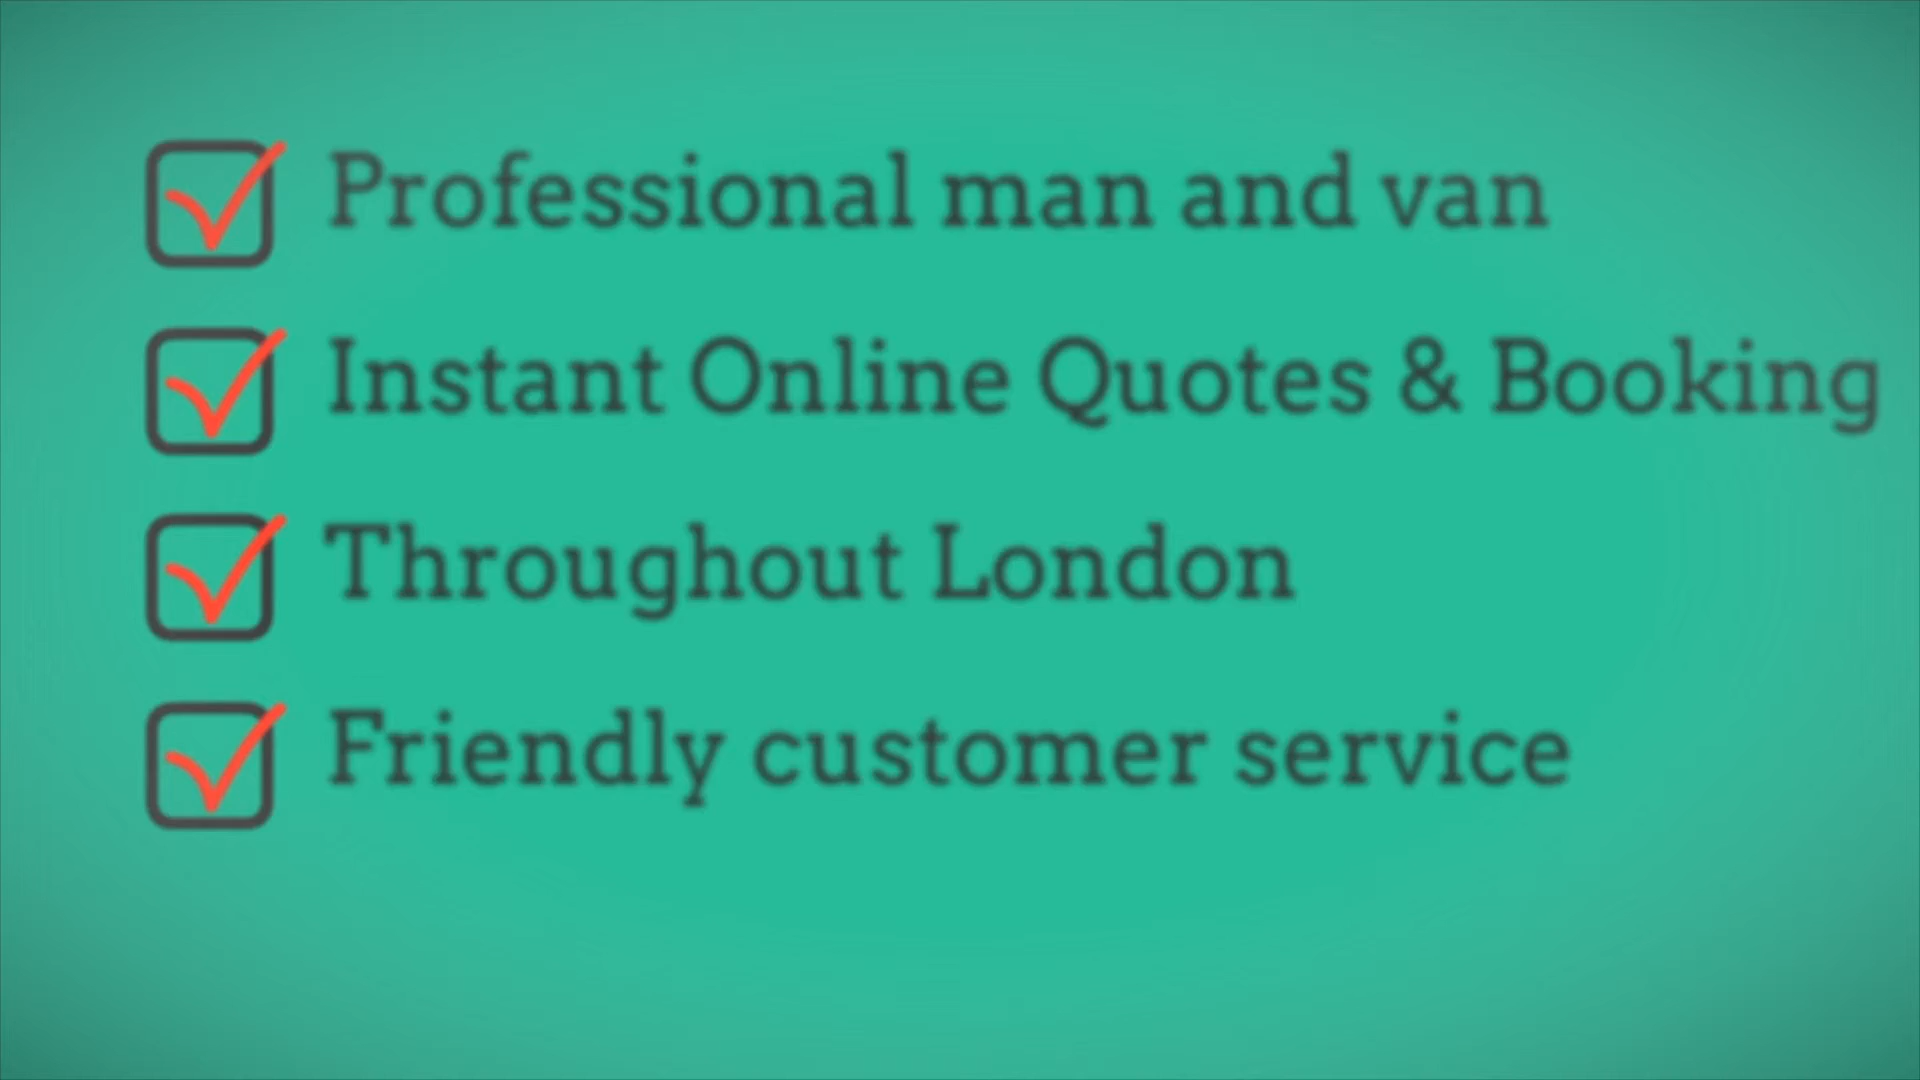 Professional man and van
Instant Online Quotes & Booking
Throughout London
Friendly customer service